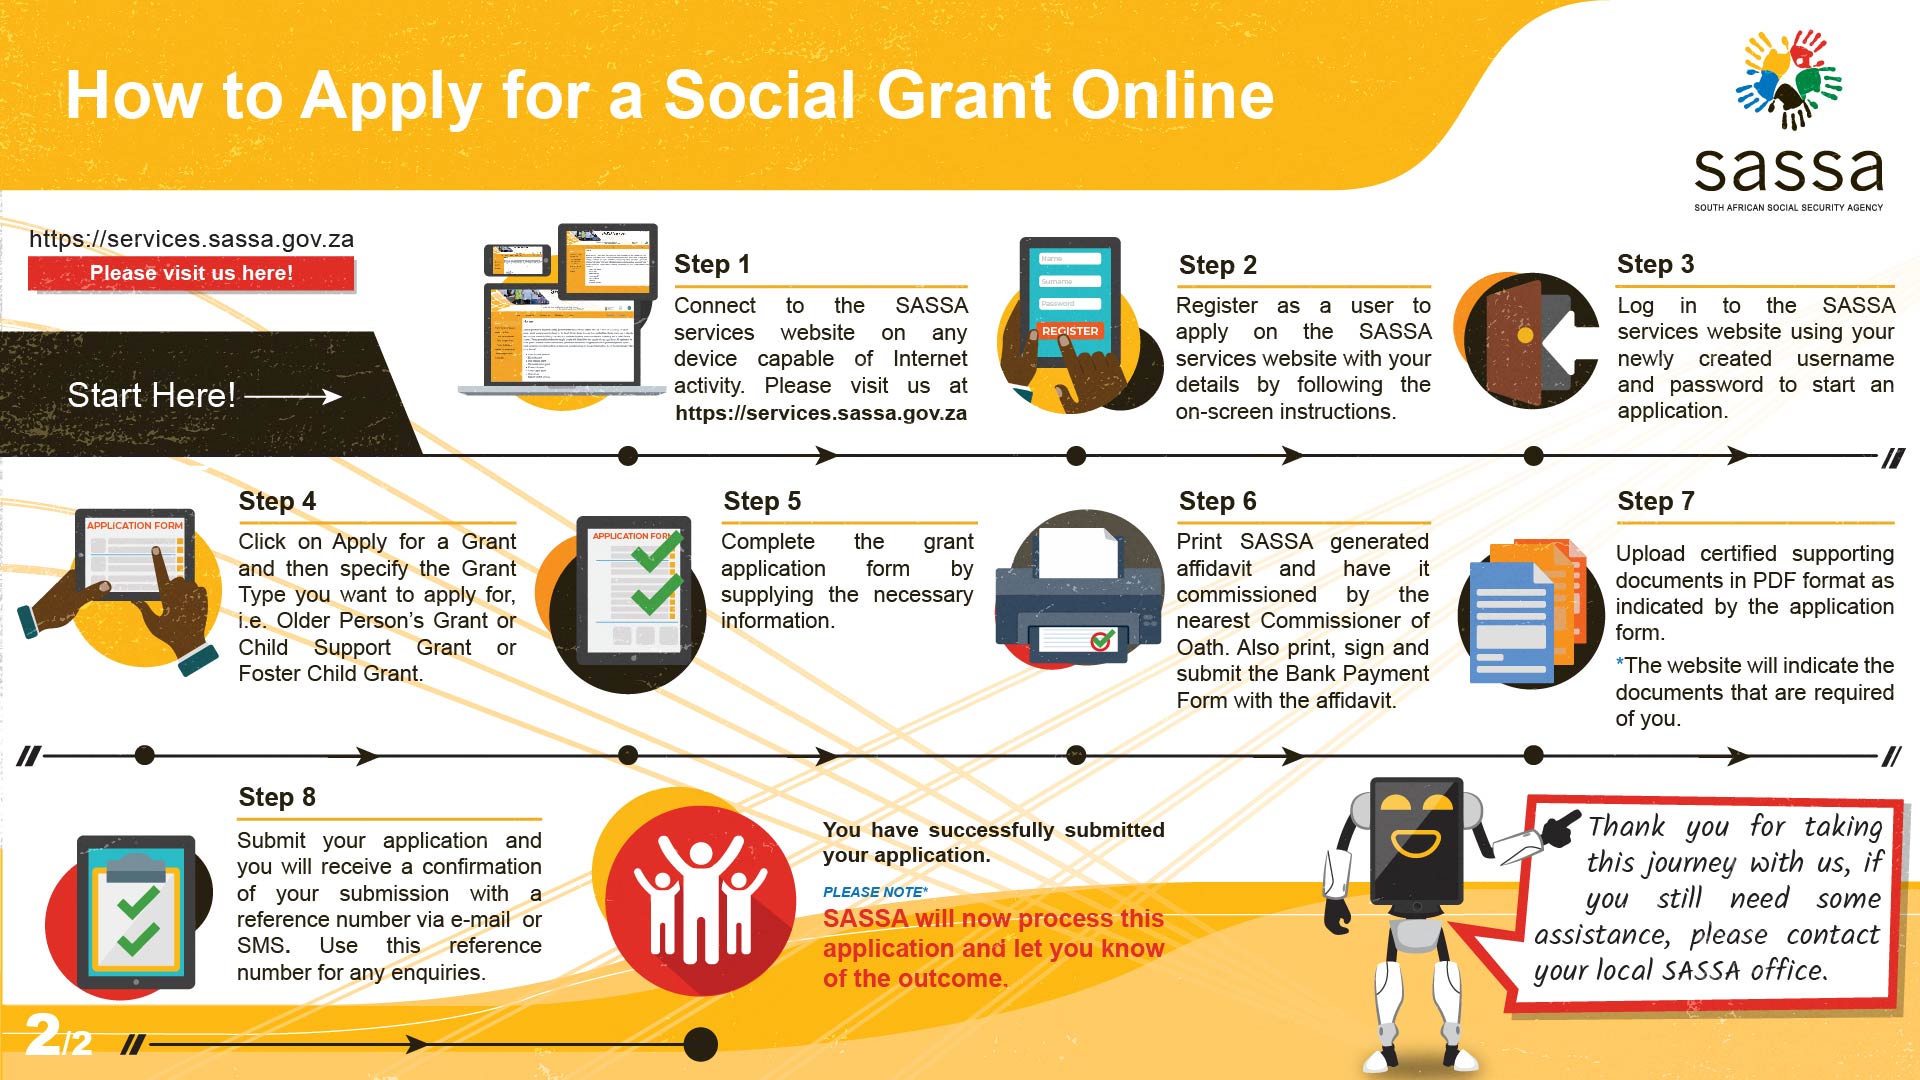 How to Apply for a Social Grant Online
sassa
SOUTH AFRICAN SOCIAL SECURITY AGENCY
https://services.sassa.gov.za
Please visit us here!
Start Here!
Step 1
Connect to the SASSA
services website on any
device capable of Internet
activity. Please visit us at
https://services.sassa.gov.za
Name
Surname
Password
REGISTER
Step 2
Register as a user to
apply on the SASSA
services website with your
details by following the
on-screen instructions.
Step 3
Log in to the SASSA
services website using your
newly created username
and password to start an
application.
APPLICATION FORM
Step 4
Click on Apply for a Grant
and then specify the Grant
Type you want to apply for,
i.e. Older Person's Grant or
Child Support Grant or
Foster Child Grant.
APPLICATION FORM
Step 5
Complete the grant
application form by
supplying the necessary
information.
Step 6
Print SASSA generated
affidavit and have it
commissioned by the
nearest Commissioner of
Oath. Also print, sign and
submit the Bank Payment
Form with the affidavit.
Step 7
Upload certified supporting
documents in PDF format as
indicated by the application
form.
*The website will indicate the
documents that are required
of you.
Step 8
Submit your application and
you will receive a confirmation
of your submission with a
reference number via e-mail or
SMS. Use this reference
number for any enquiries.
You have successfully submitted
your application.
PLEASE NOTE*
SASSA will now process this
application and let you know
of the outcome.
Thank you for taking
this journey with us, if
you still need some
assistance, please contact
your local SASSA office.
2/2